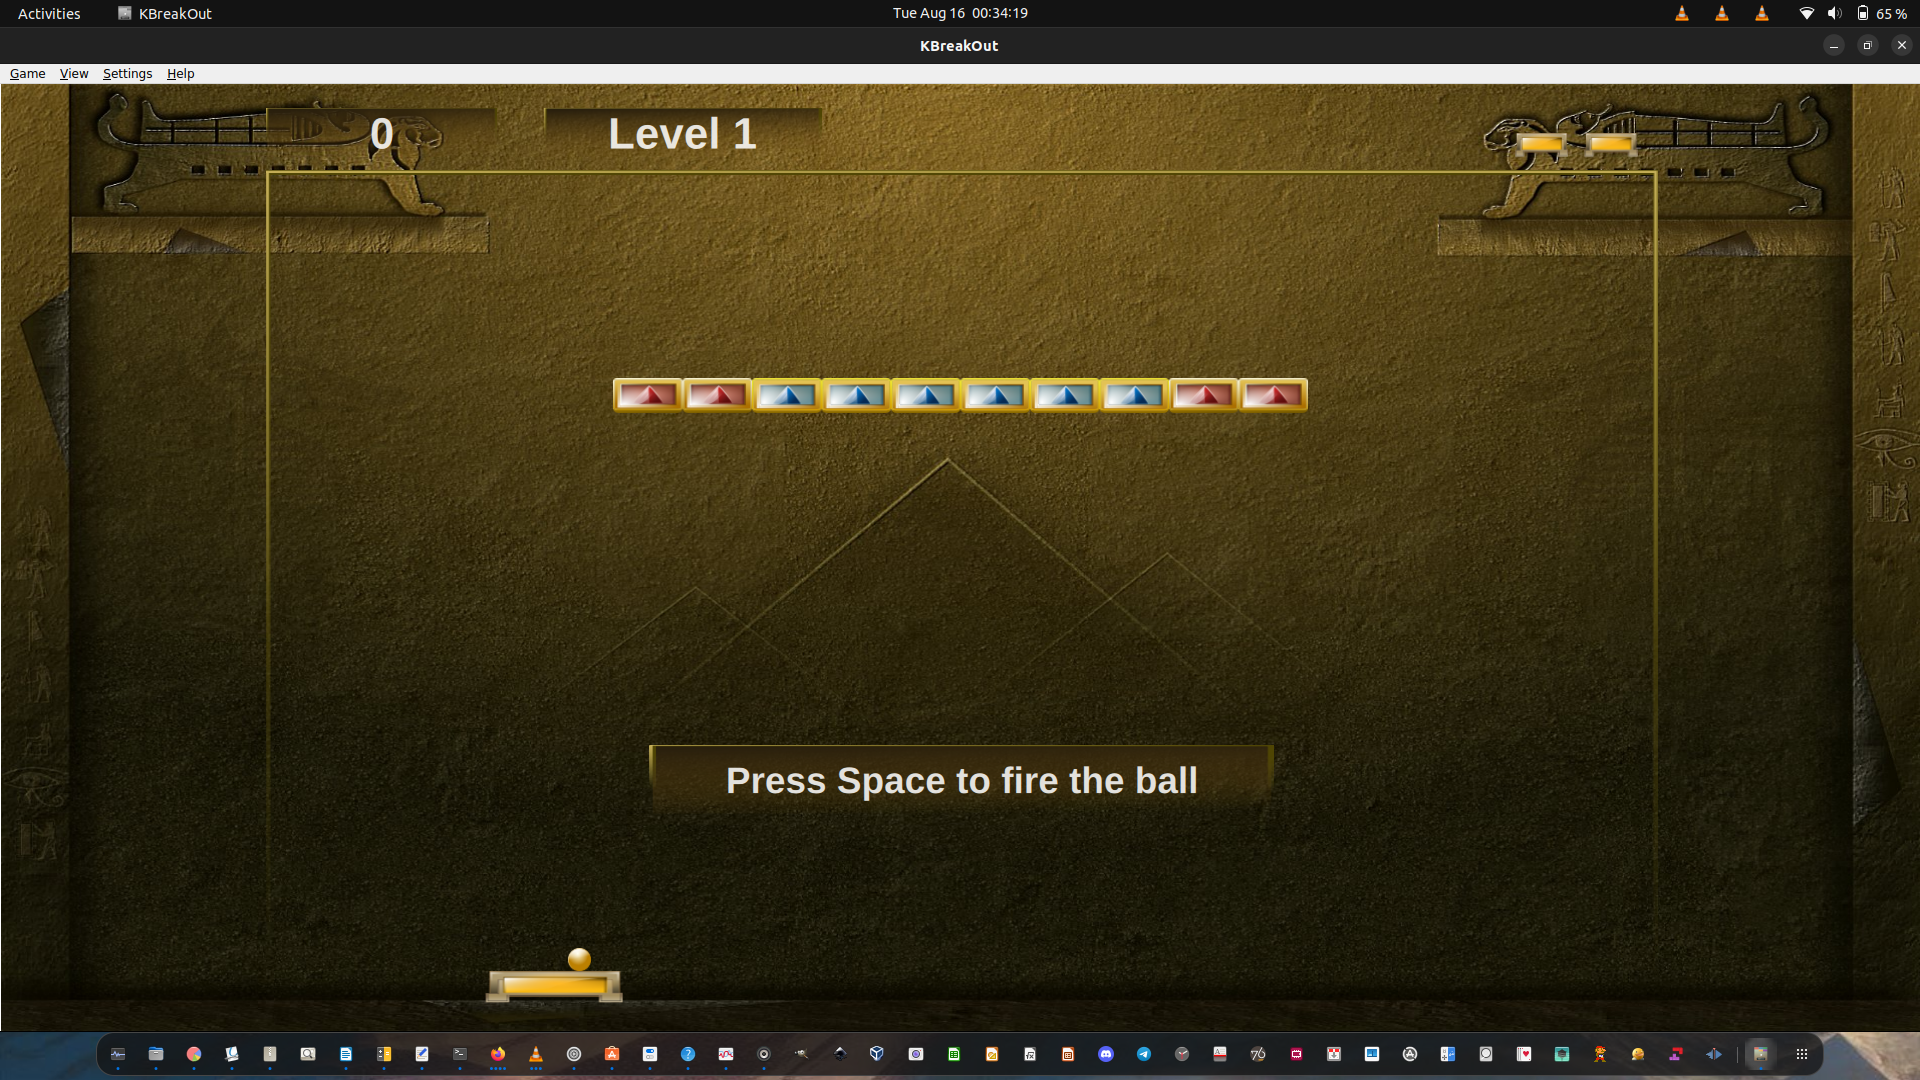 Activities KBreakOut Tue Aug 16 00:34:19 65 %
KBreakOut
Game View Settings Help
0 Level 1
Press Space to fire the ball